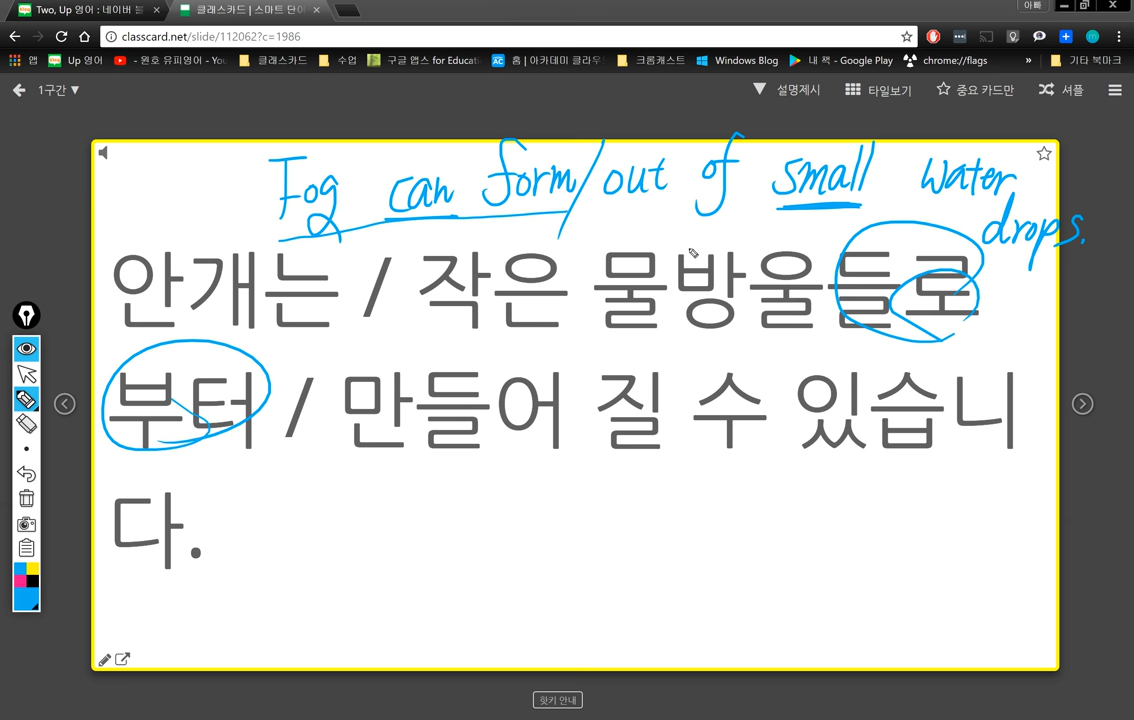 Two, Up 영어 : 네이버 블
클래스카드 | 스마트 단어
아빠
classcard.net/slide/112062?c=1986
앱
Up 영어
- 원호 유피영어 - You
클래스카드
수업
구글 앱스 for Educati
홈 | 아카데미 클라우드
크롬캐스트
Windows Blog
내 책 - Google Play
chrome://flags
»
기타 북마크
1구간 ▼
설명제시
타일보기
중요 카드만
셔플
Fog can form / out of small water
drops.
안개는 / 작은 물방울들로
부터 / 만들어 질 수 있습니
다.
핫키 안내